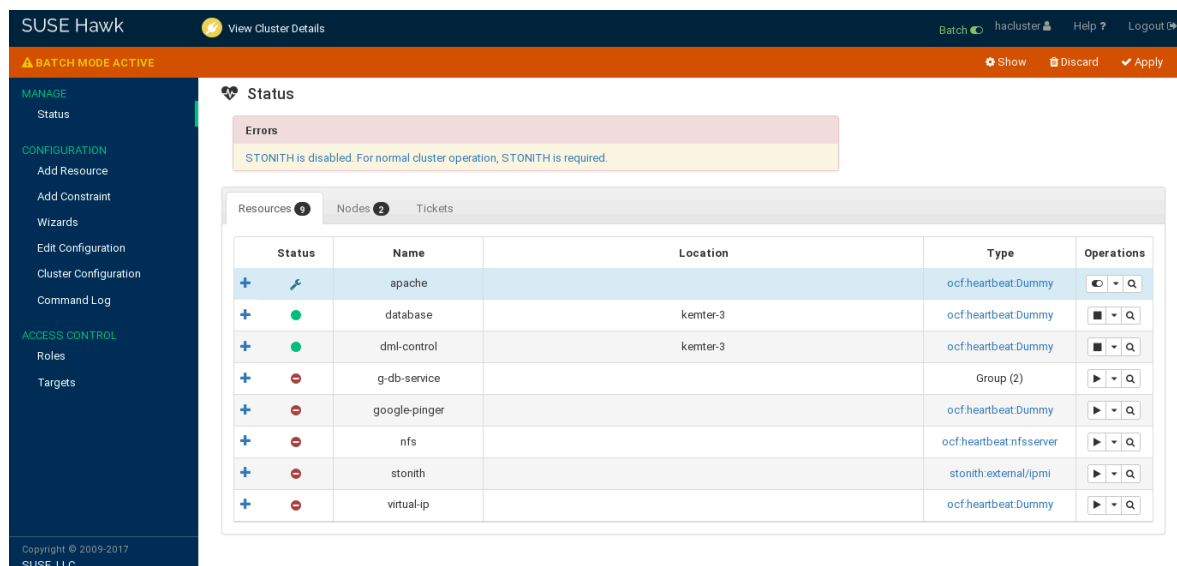 SUSE Hawk
View Cluster Details
Batch
hacluster
Help ?
Logout
BATCH MODE ACTIVE
Show
Discard
Apply
MANAGE
Status
CONFIGURATION
Add Resource
Add Constraint
Wizards
Edit Configuration
Cluster Configuration
Command Log
ACCESS CONTROL
Roles
Targets
Copyright © 2009-2017
SUSE, LLC
Status
Errors
STONITH is disabled. For normal cluster operation, STONITH is required.
Resources 9 Nodes 2 Tickets
Status Name Location Type Operations
apache ocf:heartbeat:Dummy
database kemter-3 ocf:heartbeat:Dummy
dml-control kemter-3 ocf:heartbeat:Dummy
g-db-service Group (2)
google-pinger ocf:heartbeat:Dummy
nfs ocf:heartbeat:nfsserver
stonith stonith:external/ipmi
virtual-ip ocf:heartbeat:Dummy